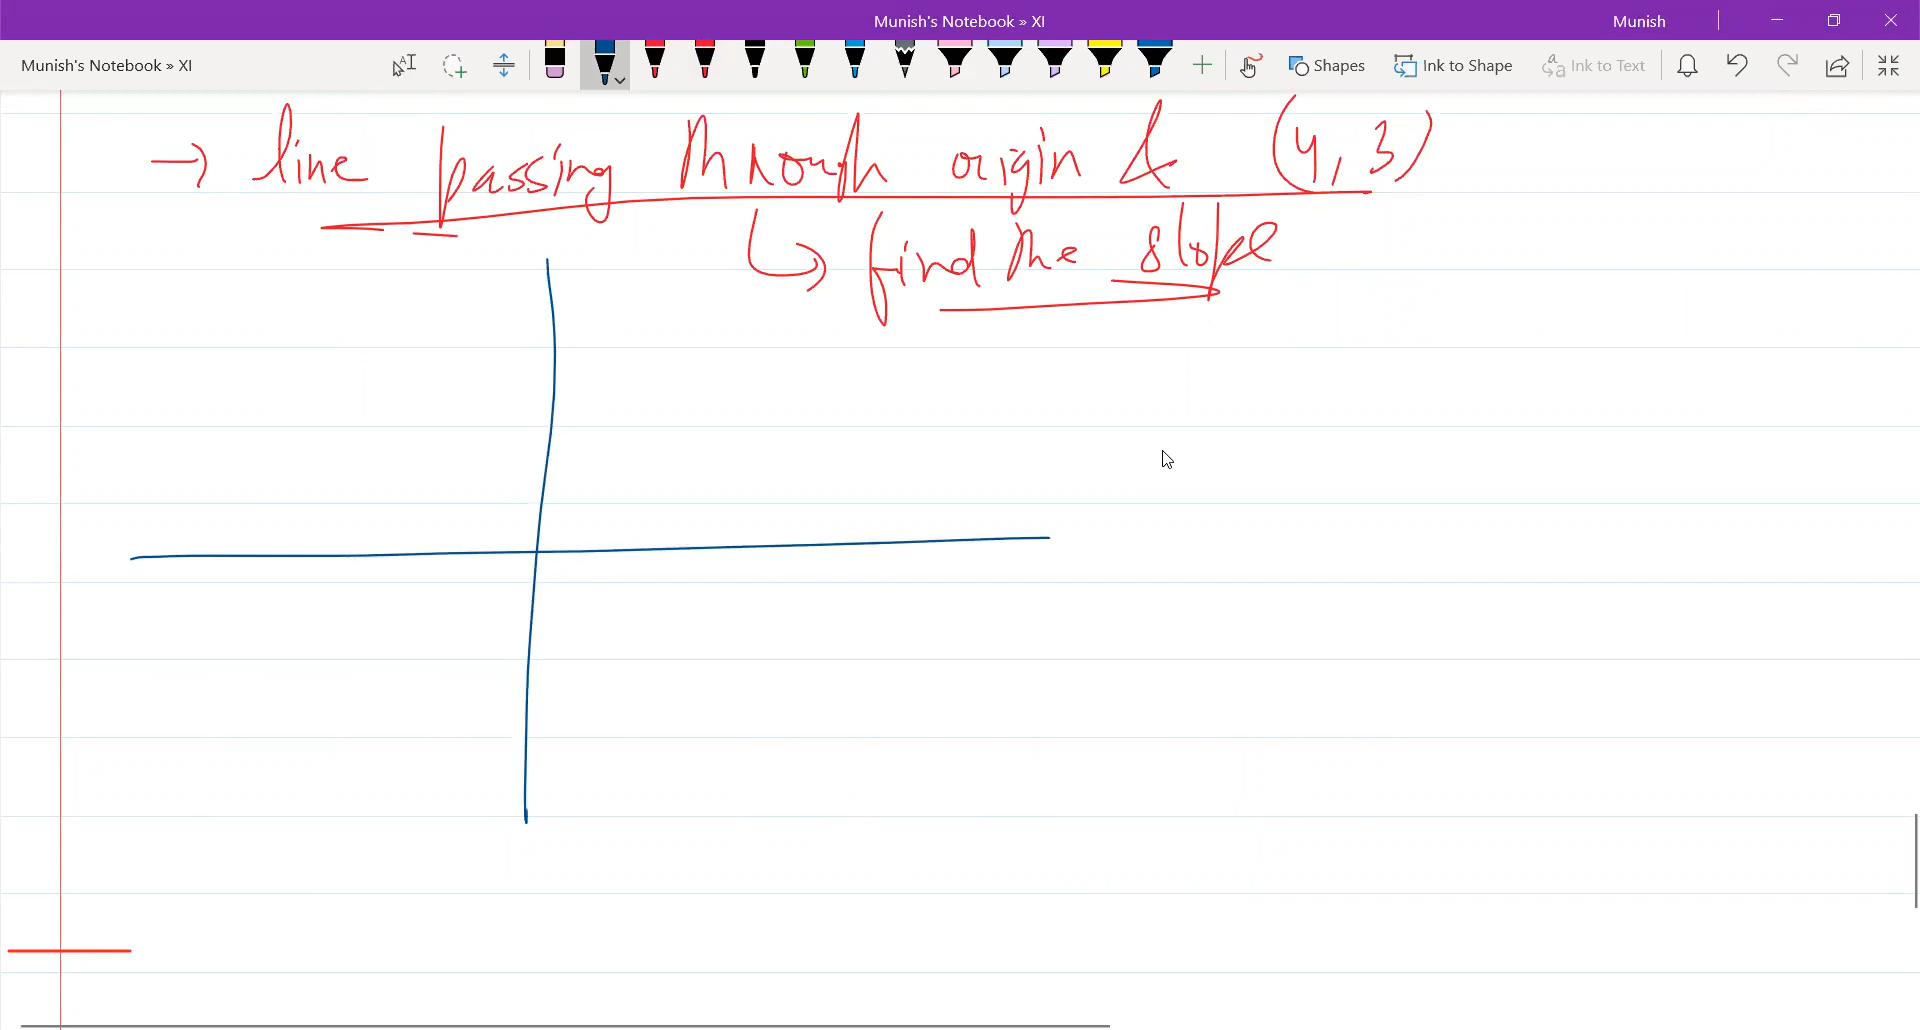 Munish's Notebook » XI
Munish
Munish's Notebook » XI
Shapes
Ink to Shape
Ink to Text
→ line passing through origin & (4, 3)
↳ find the slope